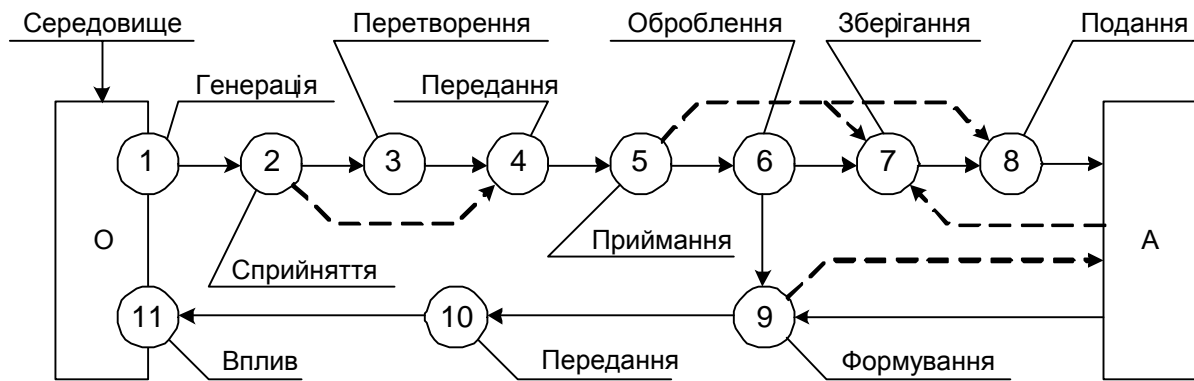 Середовище
Перетворення
Оброблення
Зберігання
Подання
Генерація
Передання
1
2
3
4
5
6
7
8
О
А
Сприйняття
Приймання
11
10
9
Вплив
Передання
Формування